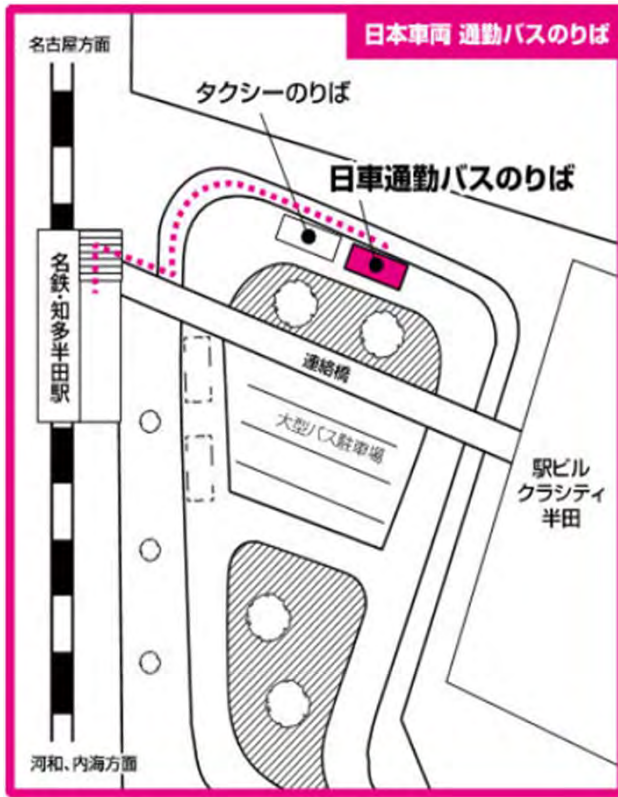 日本車両 通勤バスのりば
名古屋方面
タクシーのりば
日車通勤バスのりば
名鉄・知多半田駅
連絡橋
大型バス駐車場
駅ビル
クラシティ
半田
河和、内海方面